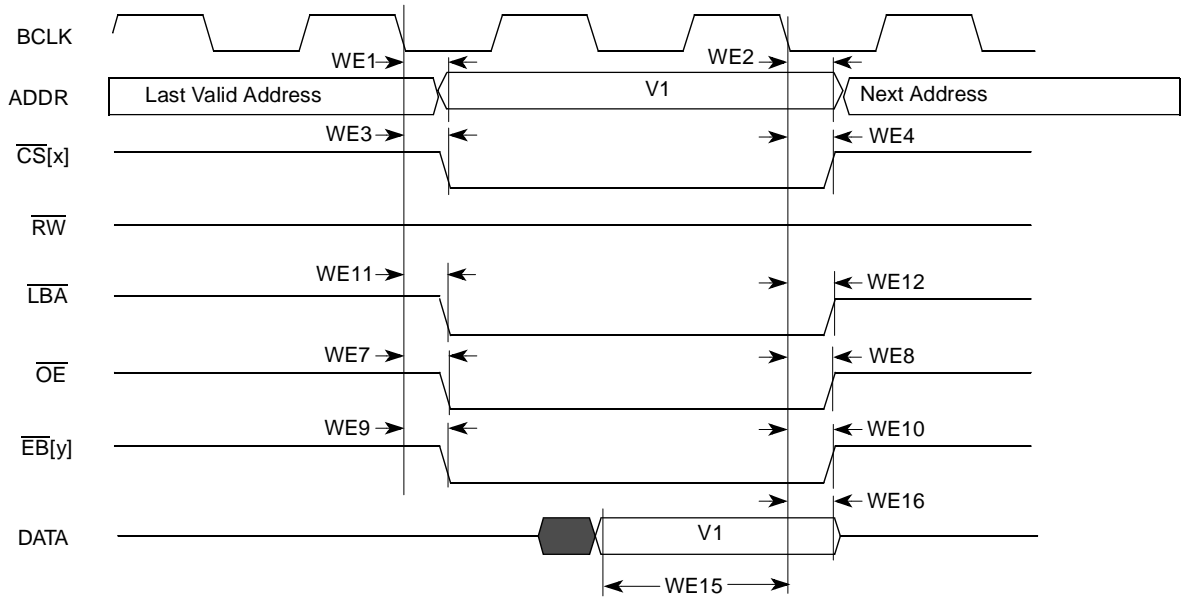 BCLK
WE1
WE2
ADDR
Last Valid Address
V1
Next Address
WE3
WE4
CS[x]
RW
WE11
WE12
LBA
WE7
WE8
OE
WE9
WE10
EB[y]
WE16
DATA
V1
WE15